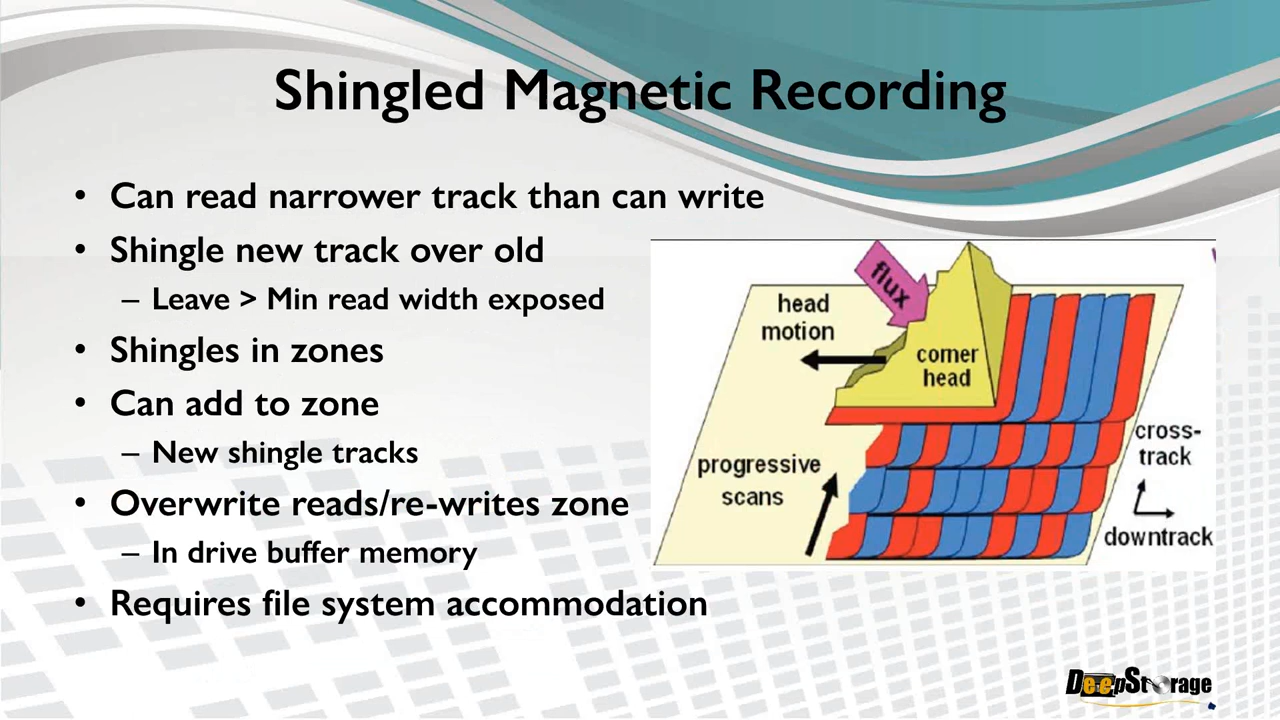 Shingled Magnetic Recording
• Can read narrower track than can write
• Shingle new track over old
– Leave > Min read width exposed
• Shingles in zones
• Can add to zone
– New shingle tracks
• Overwrite reads/re-writes zone
– In drive buffer memory
• Requires file system accommodation
flux
head
motion
corner
head
progressive
scans
cross-
track
downtrack
DeepStorage